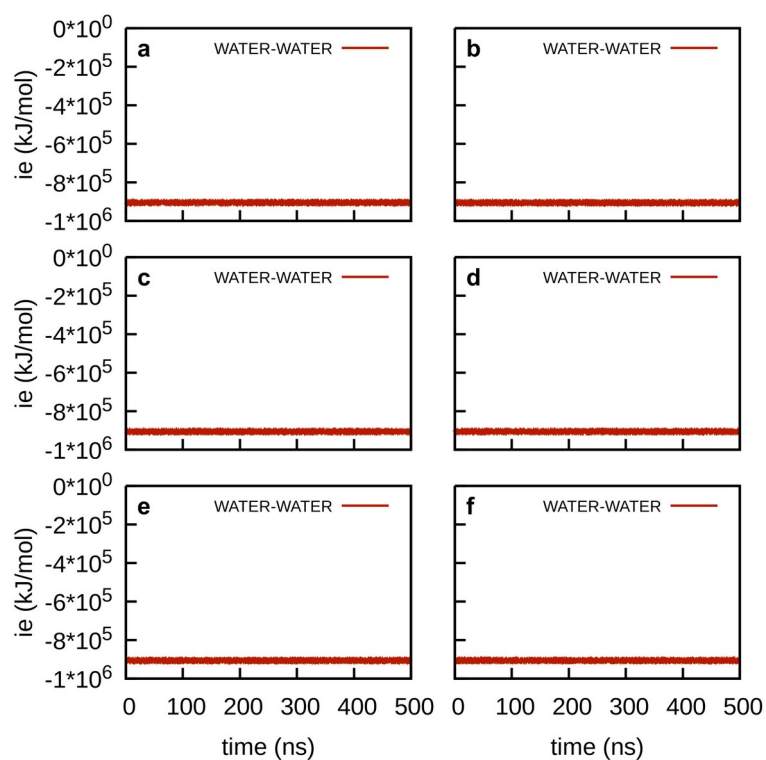 a WATER-WATER
b WATER-WATER
0*10^0
-2*10^5
-4*10^5
-6*10^5
-8*10^5
-1*10^6
ie (kJ/mol)
c WATER-WATER
d WATER-WATER
0*10^0
-2*10^5
-4*10^5
-6*10^5
-8*10^5
-1*10^6
ie (kJ/mol)
e WATER-WATER
f WATER-WATER
0*10^0
-2*10^5
-4*10^5
-6*10^5
-8*10^5
-1*10^6
ie (kJ/mol)
0 100 200 300 400 500
0 100 200 300 400 500
time (ns)
time (ns)